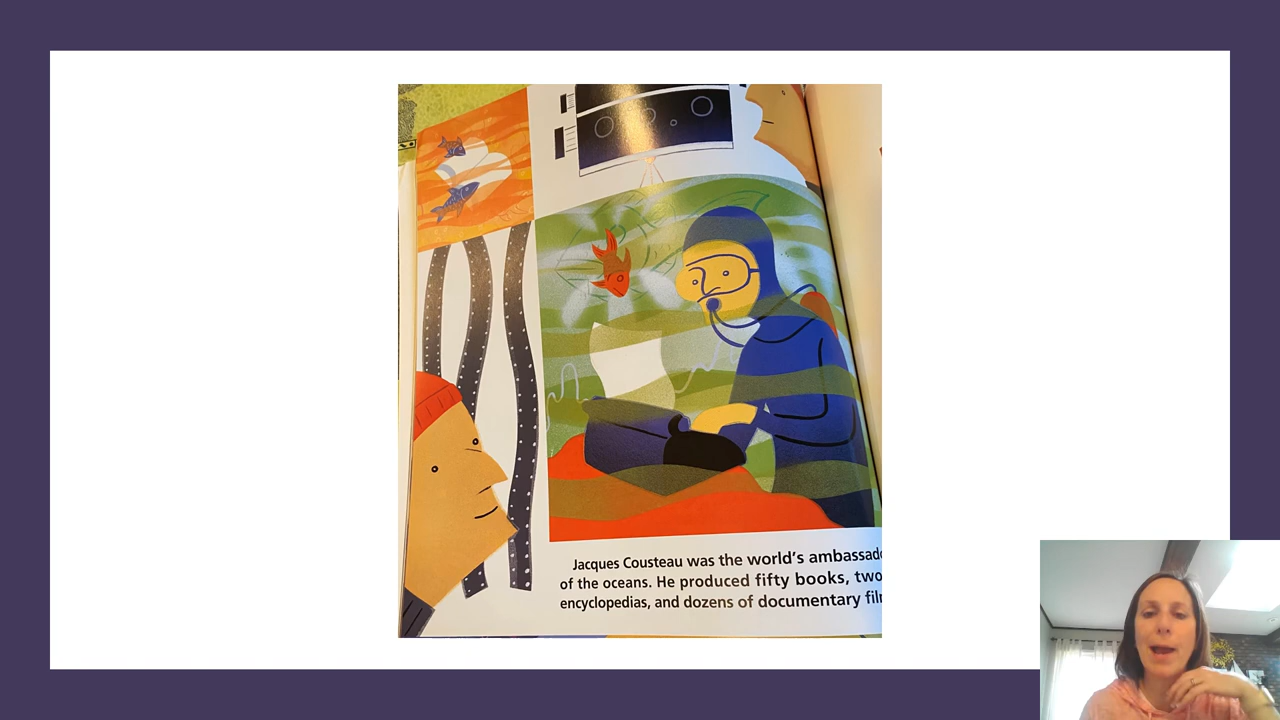 Jacques Cousteau was the world's ambassad
of the oceans. He produced fifty books, two
encyclopedias, and dozens of documentary fil